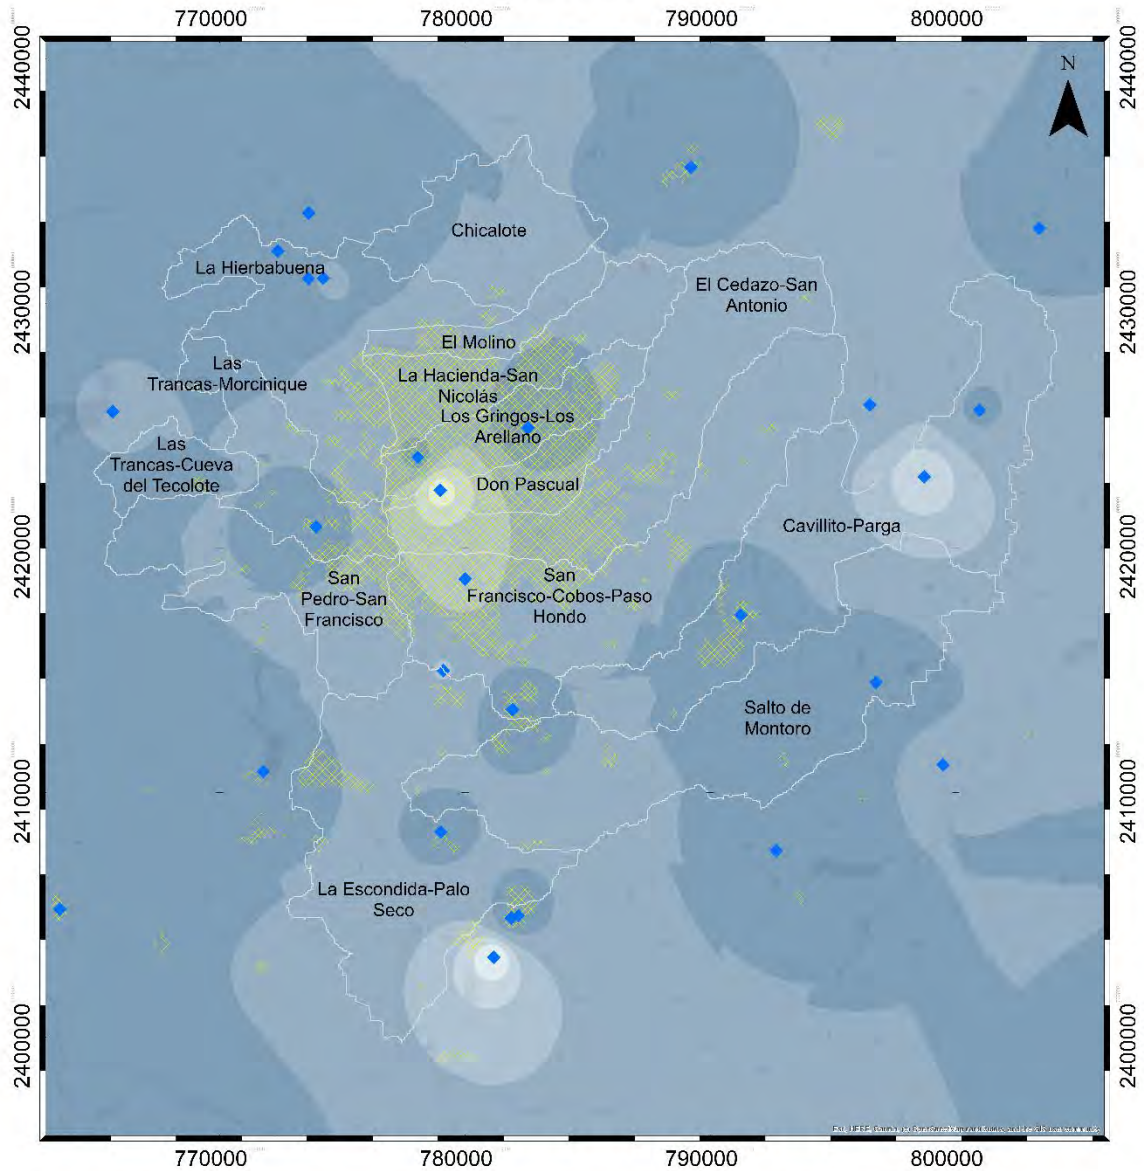 770000 780000 790000 800000
2440000
2440000
N
Chicalote
La Hierbabuena
El Cedazo-San
Antonio
2430000
2430000
El Molino
Las
Trancas-Morcinique
La Hacienda-San
Nicolás
Los Gringos-Los
Arellano
Las
Trancas-Cueva
del Tecolote
Don Pascual
Cavillito-Parga
2420000
2420000
San
Pedro-San
Francisco
San
Francisco-Cobos-Paso
Hondo
Salto de
Montoro
2410000
2410000
La Escondida-Palo
Seco
2400000
2400000
770000 780000 790000 800000